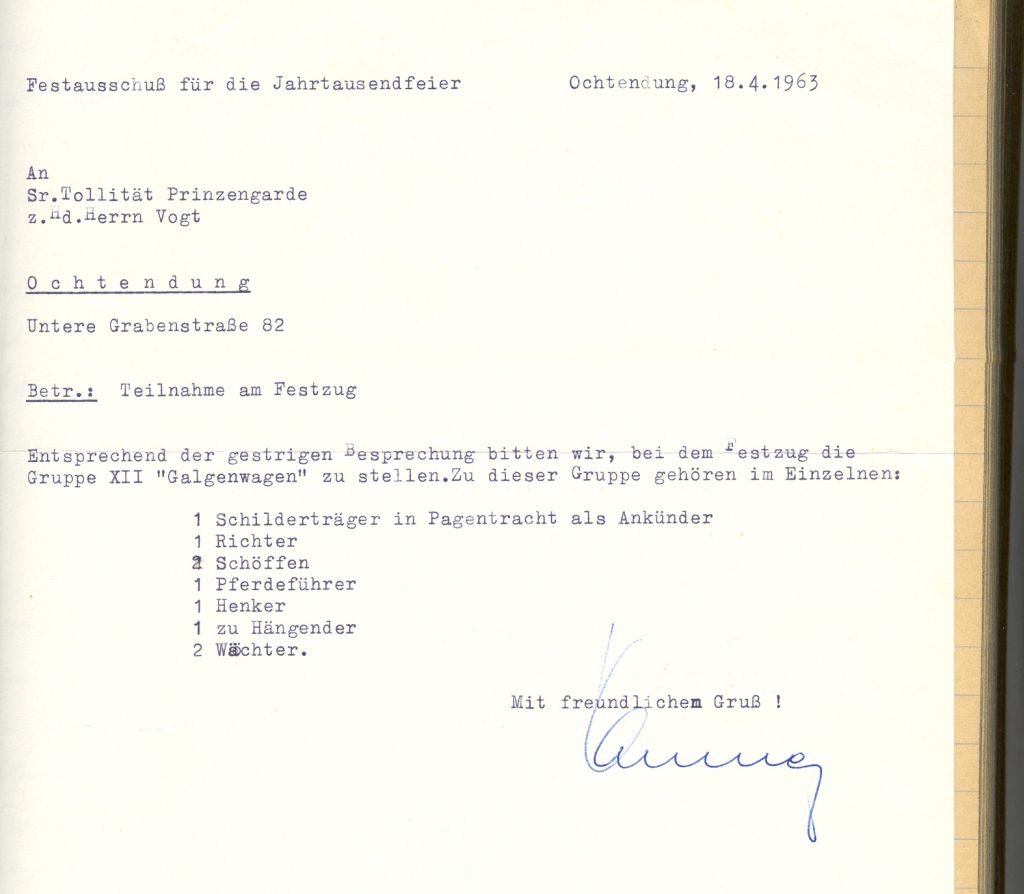 Festausschuß für die Jahrtausendfeier Ochtendung, 18.4.1963
An
Sr.Tollität Prinzengarde
z.Hd.Herrn Vogt
O c h t e n d u n g
Untere Grabenstraße 82
Betr.: Teilnahme am Festzug
Entsprechend der gestrigen Besprechung bitten wir, bei dem Festzug die
Gruppe XII "Galgenwagen" zu stellen.Zu dieser Gruppe gehören im Einzelnen:
1 Schilderträger in Pagentracht als Ankünder
1 Richter
2 Schöffen
1 Pferdeführer
1 Henker
1 zu Hängender
2 Wächter.
Mit freundlichem Gruß !